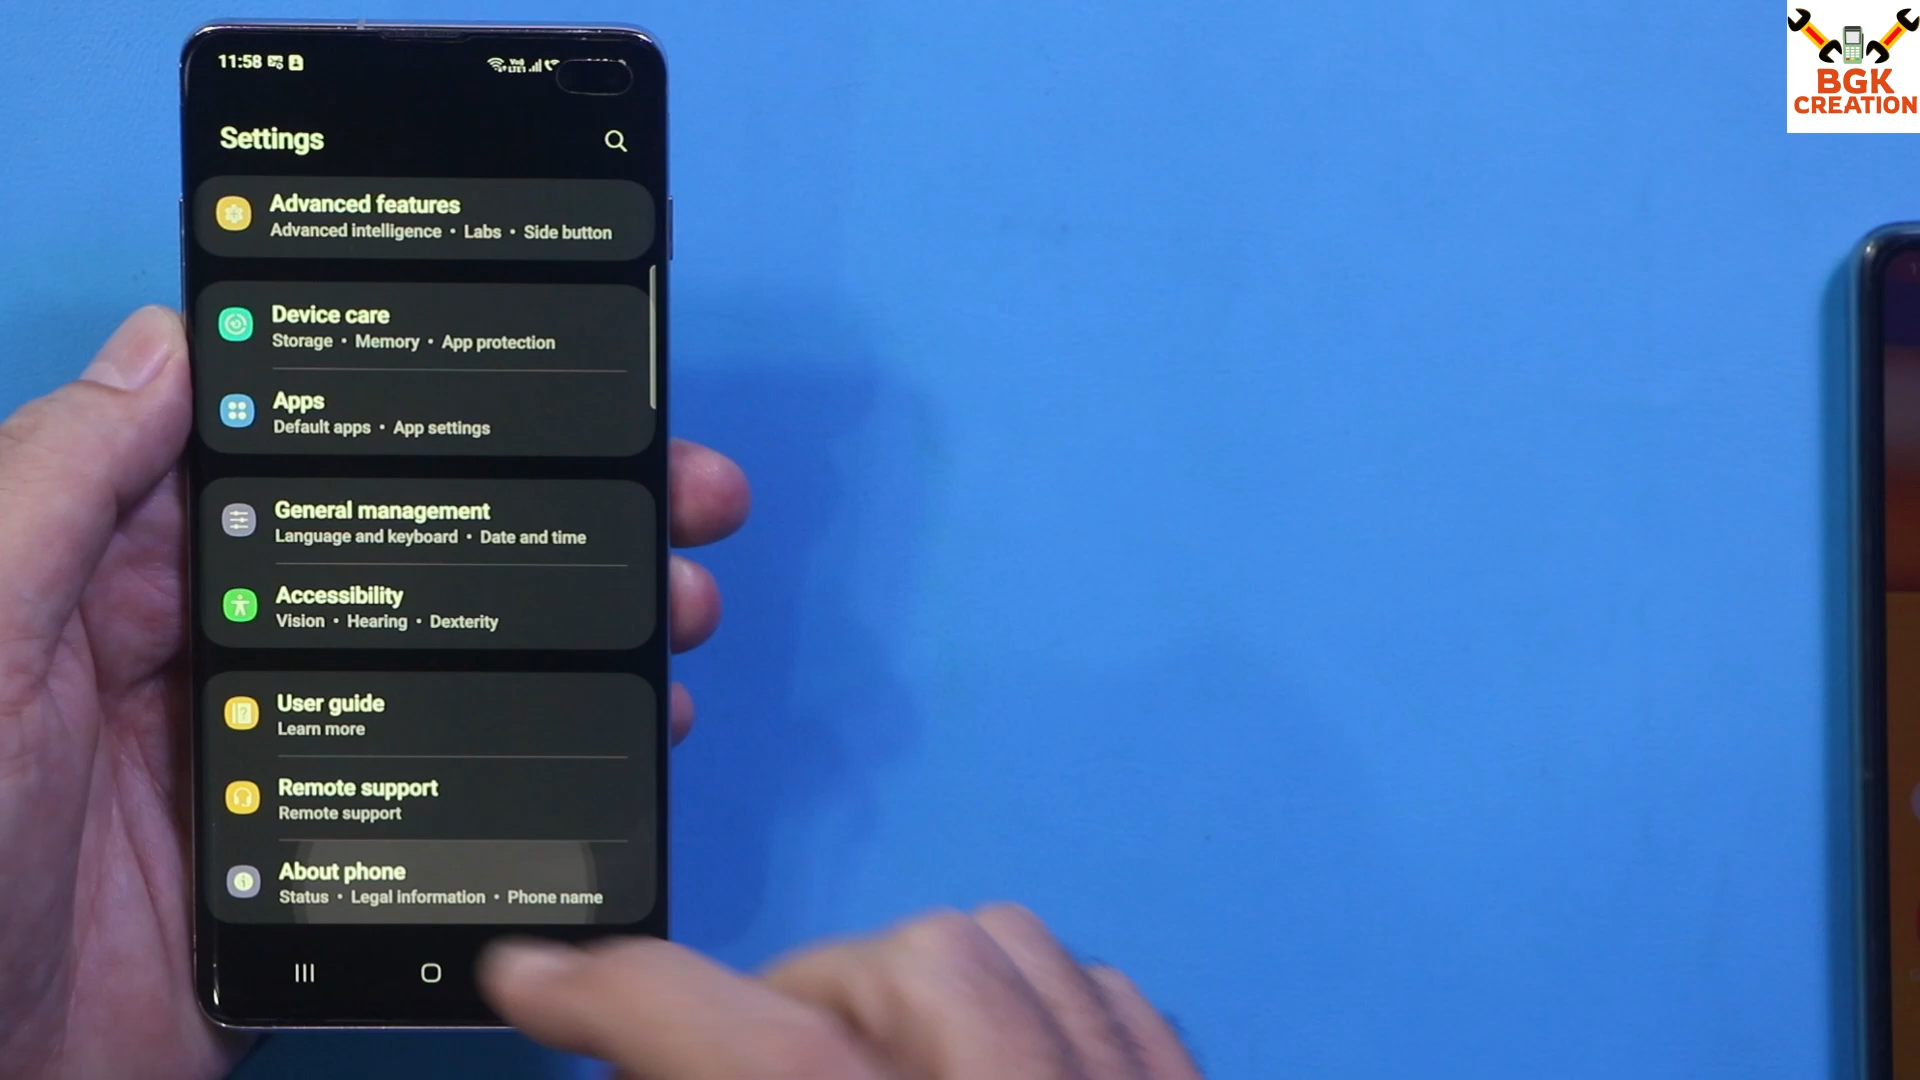 11:58
BGK
CREATION
Settings
Advanced features
Advanced intelligence • Labs • Side button
Device care
Storage • Memory • App protection
Apps
Default apps • App settings
General management
Language and keyboard • Date and time
Accessibility
Vision • Hearing • Dexterity
User guide
Learn more
Remote support
Remote support
About phone
Status • Legal information • Phone name